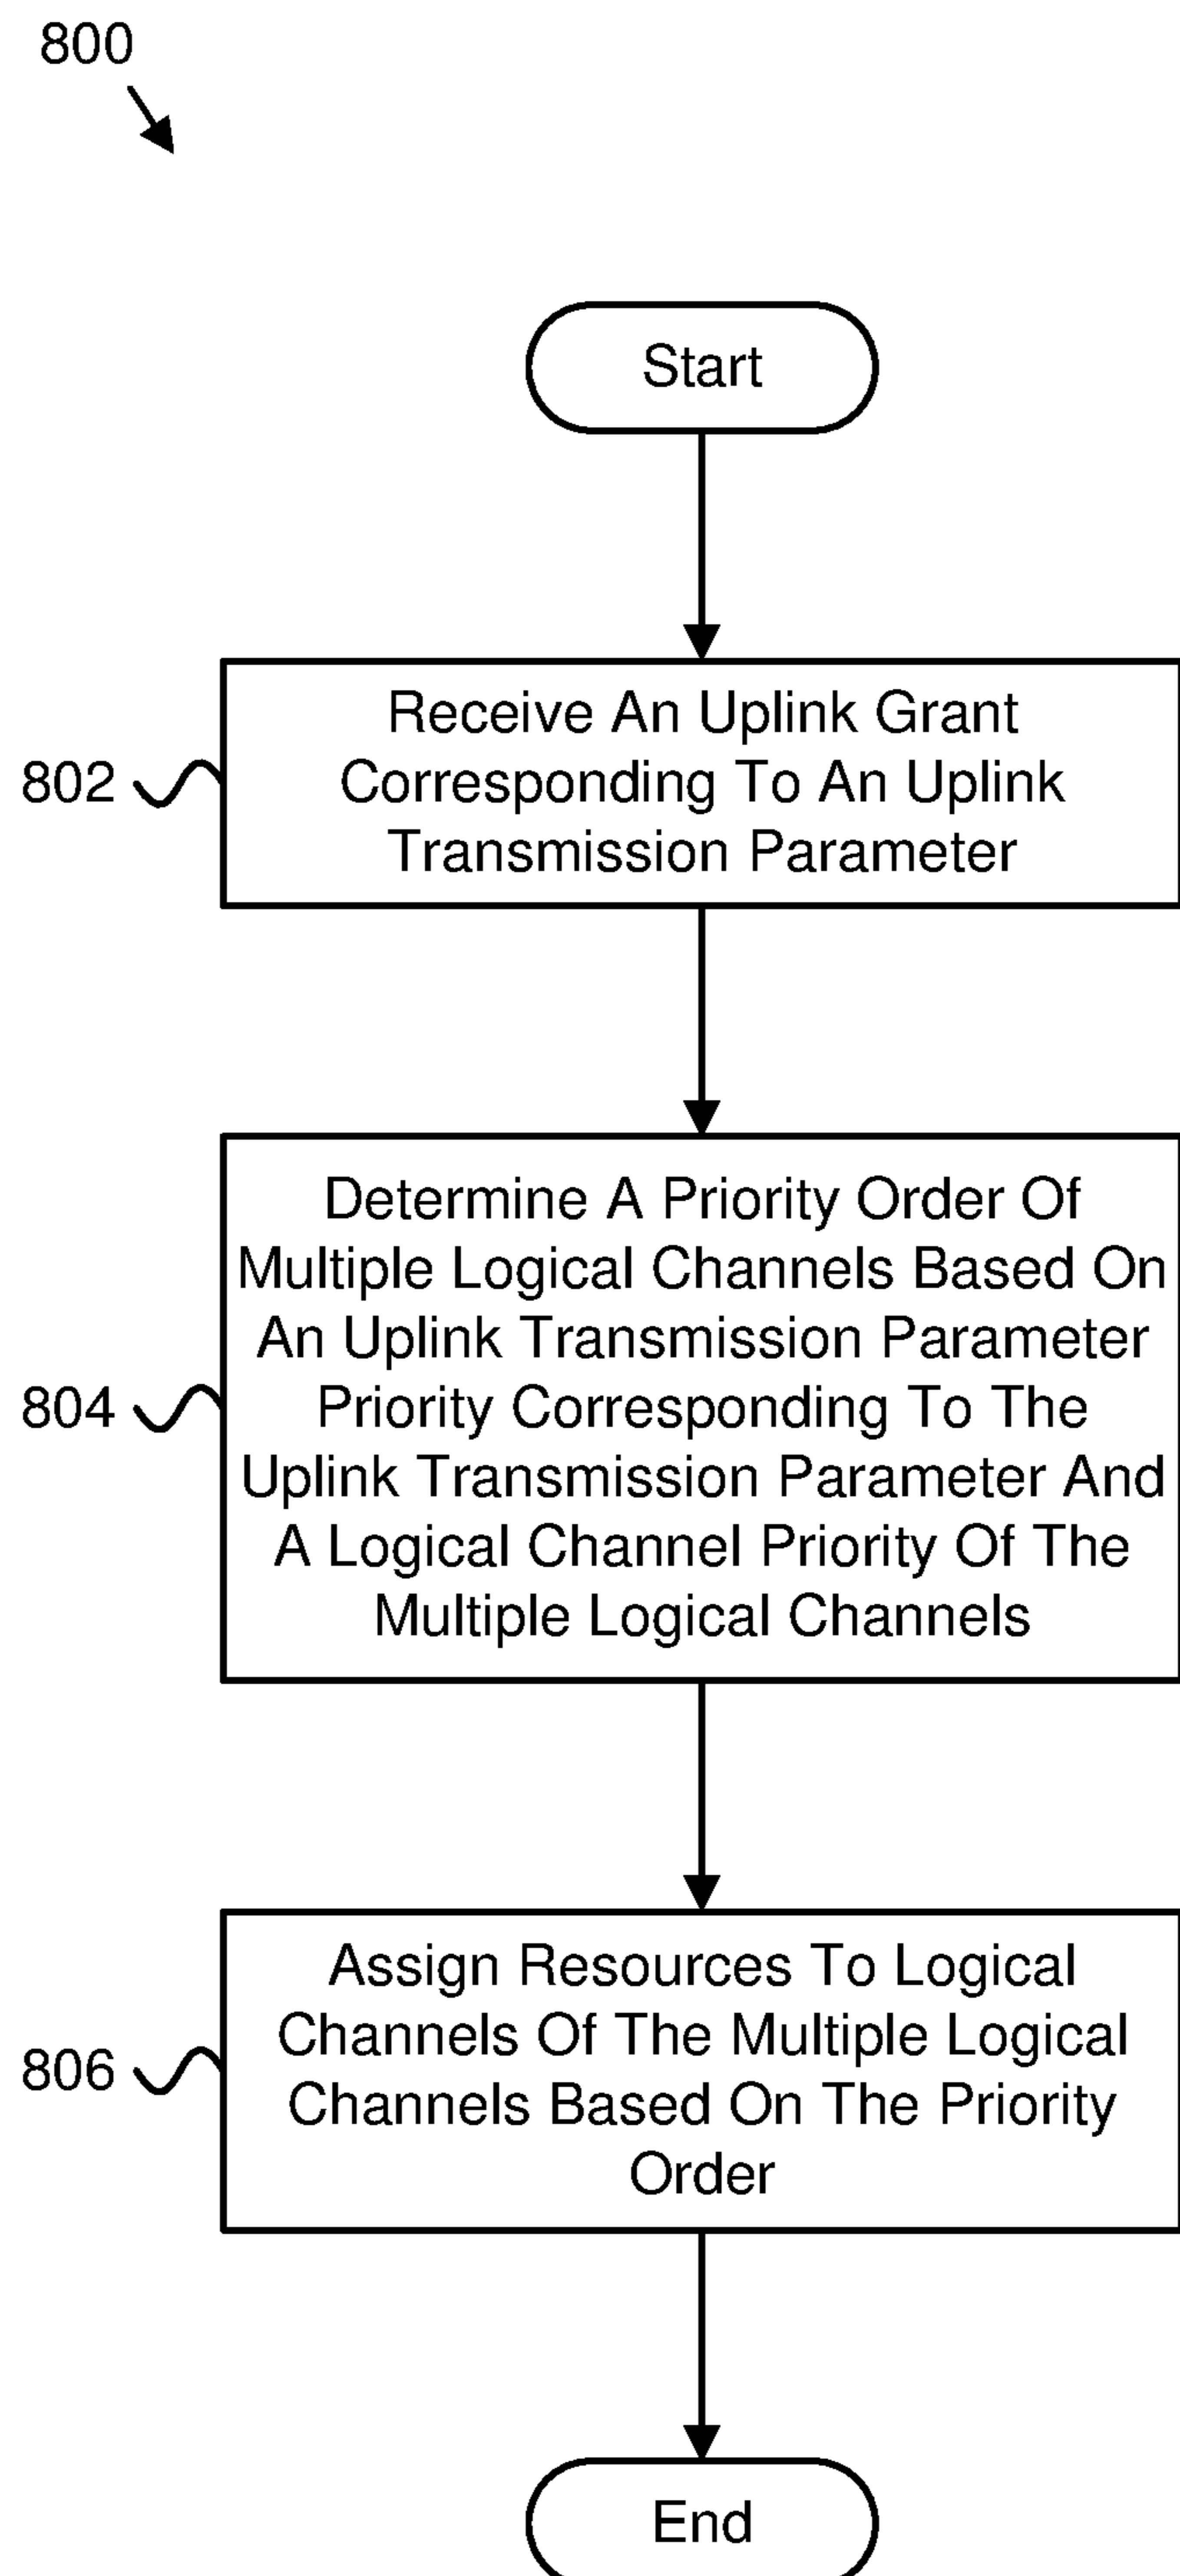 800
Start
802
Receive An Uplink Grant
Corresponding To An Uplink
Transmission Parameter
804
Determine A Priority Order Of
Multiple Logical Channels Based On
An Uplink Transmission Parameter
Priority Corresponding To The
Uplink Transmission Parameter And
A Logical Channel Priority Of The
Multiple Logical Channels
806
Assign Resources To Logical
Channels Of The Multiple Logical
Channels Based On The Priority
Order
End